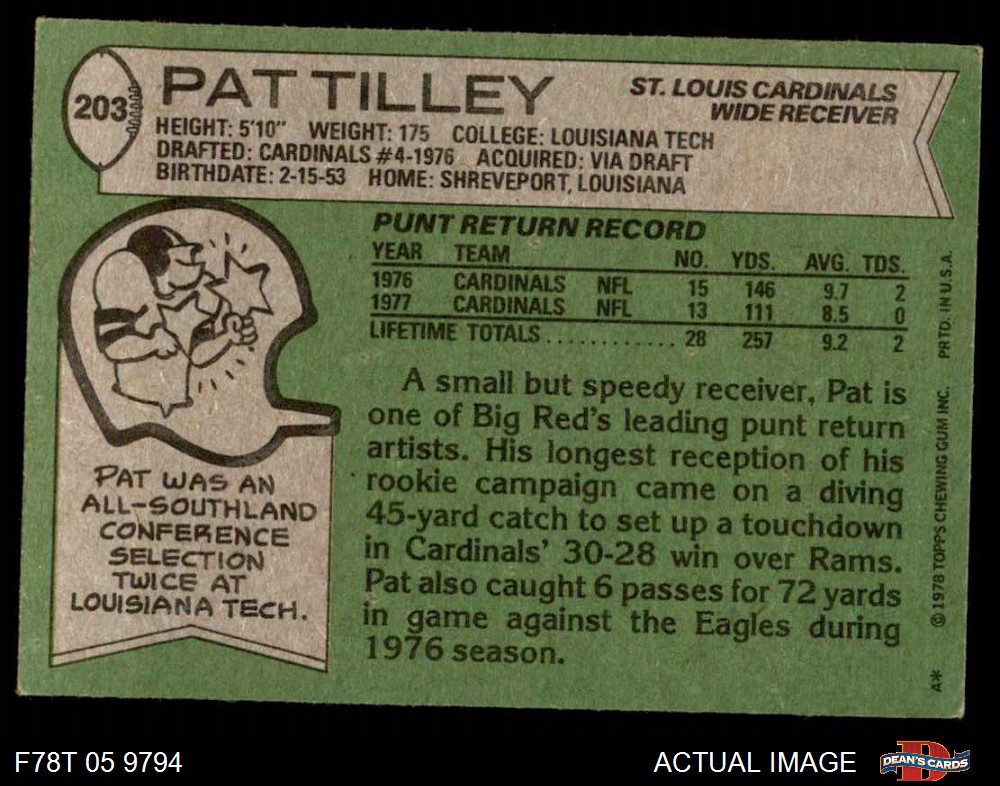 203
PAT TILLEY
ST. LOUIS CARDINALS
WIDE RECEIVER
HEIGHT: 5'10" WEIGHT: 175 COLLEGE: LOUISIANA TECH
DRAFTED: CARDINALS #4-1976 ACQUIRED: VIA DRAFT
BIRTHDATE: 2-15-53 HOME: SHREVEPORT, LOUISIANA
PUNT RETURN RECORD
YEAR TEAM NO. YDS. AVG. TDS.
1976 CARDINALS NFL 15 146 9.7 2
1977 CARDINALS NFL 13 111 8.5 0
LIFETIME TOTALS ............ 28 257 9.2 2
A small but speedy receiver, Pat is
one of Big Red's leading punt return
artists. His longest reception of his
rookie campaign came on a diving
45-yard catch to set up a touchdown
in Cardinals' 30-28 win over Rams.
Pat also caught 6 passes for 72 yards
in game against the Eagles during
1976 season.
PAT WAS AN
ALL-SOUTHLAND
CONFERENCE
SELECTION
TWICE AT
LOUISIANA TECH.
A* © 1978 TOPPS CHEWING GUM INC. PRTD. IN U.S.A.
F78T 05 9794
ACTUAL IMAGE
D
DEAN'S CARDS